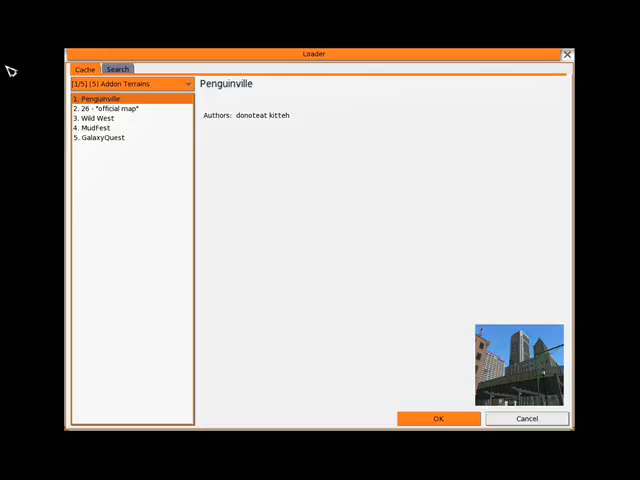 Loader
Cache
Search
[1/5] (5) Addon Terrains
Penguinville
Authors: donoteat kitteh
1. Penguinville
2. 26 - "official map"
3. Wild West
4. MudFest
5. GalaxyQuest
OK
Cancel